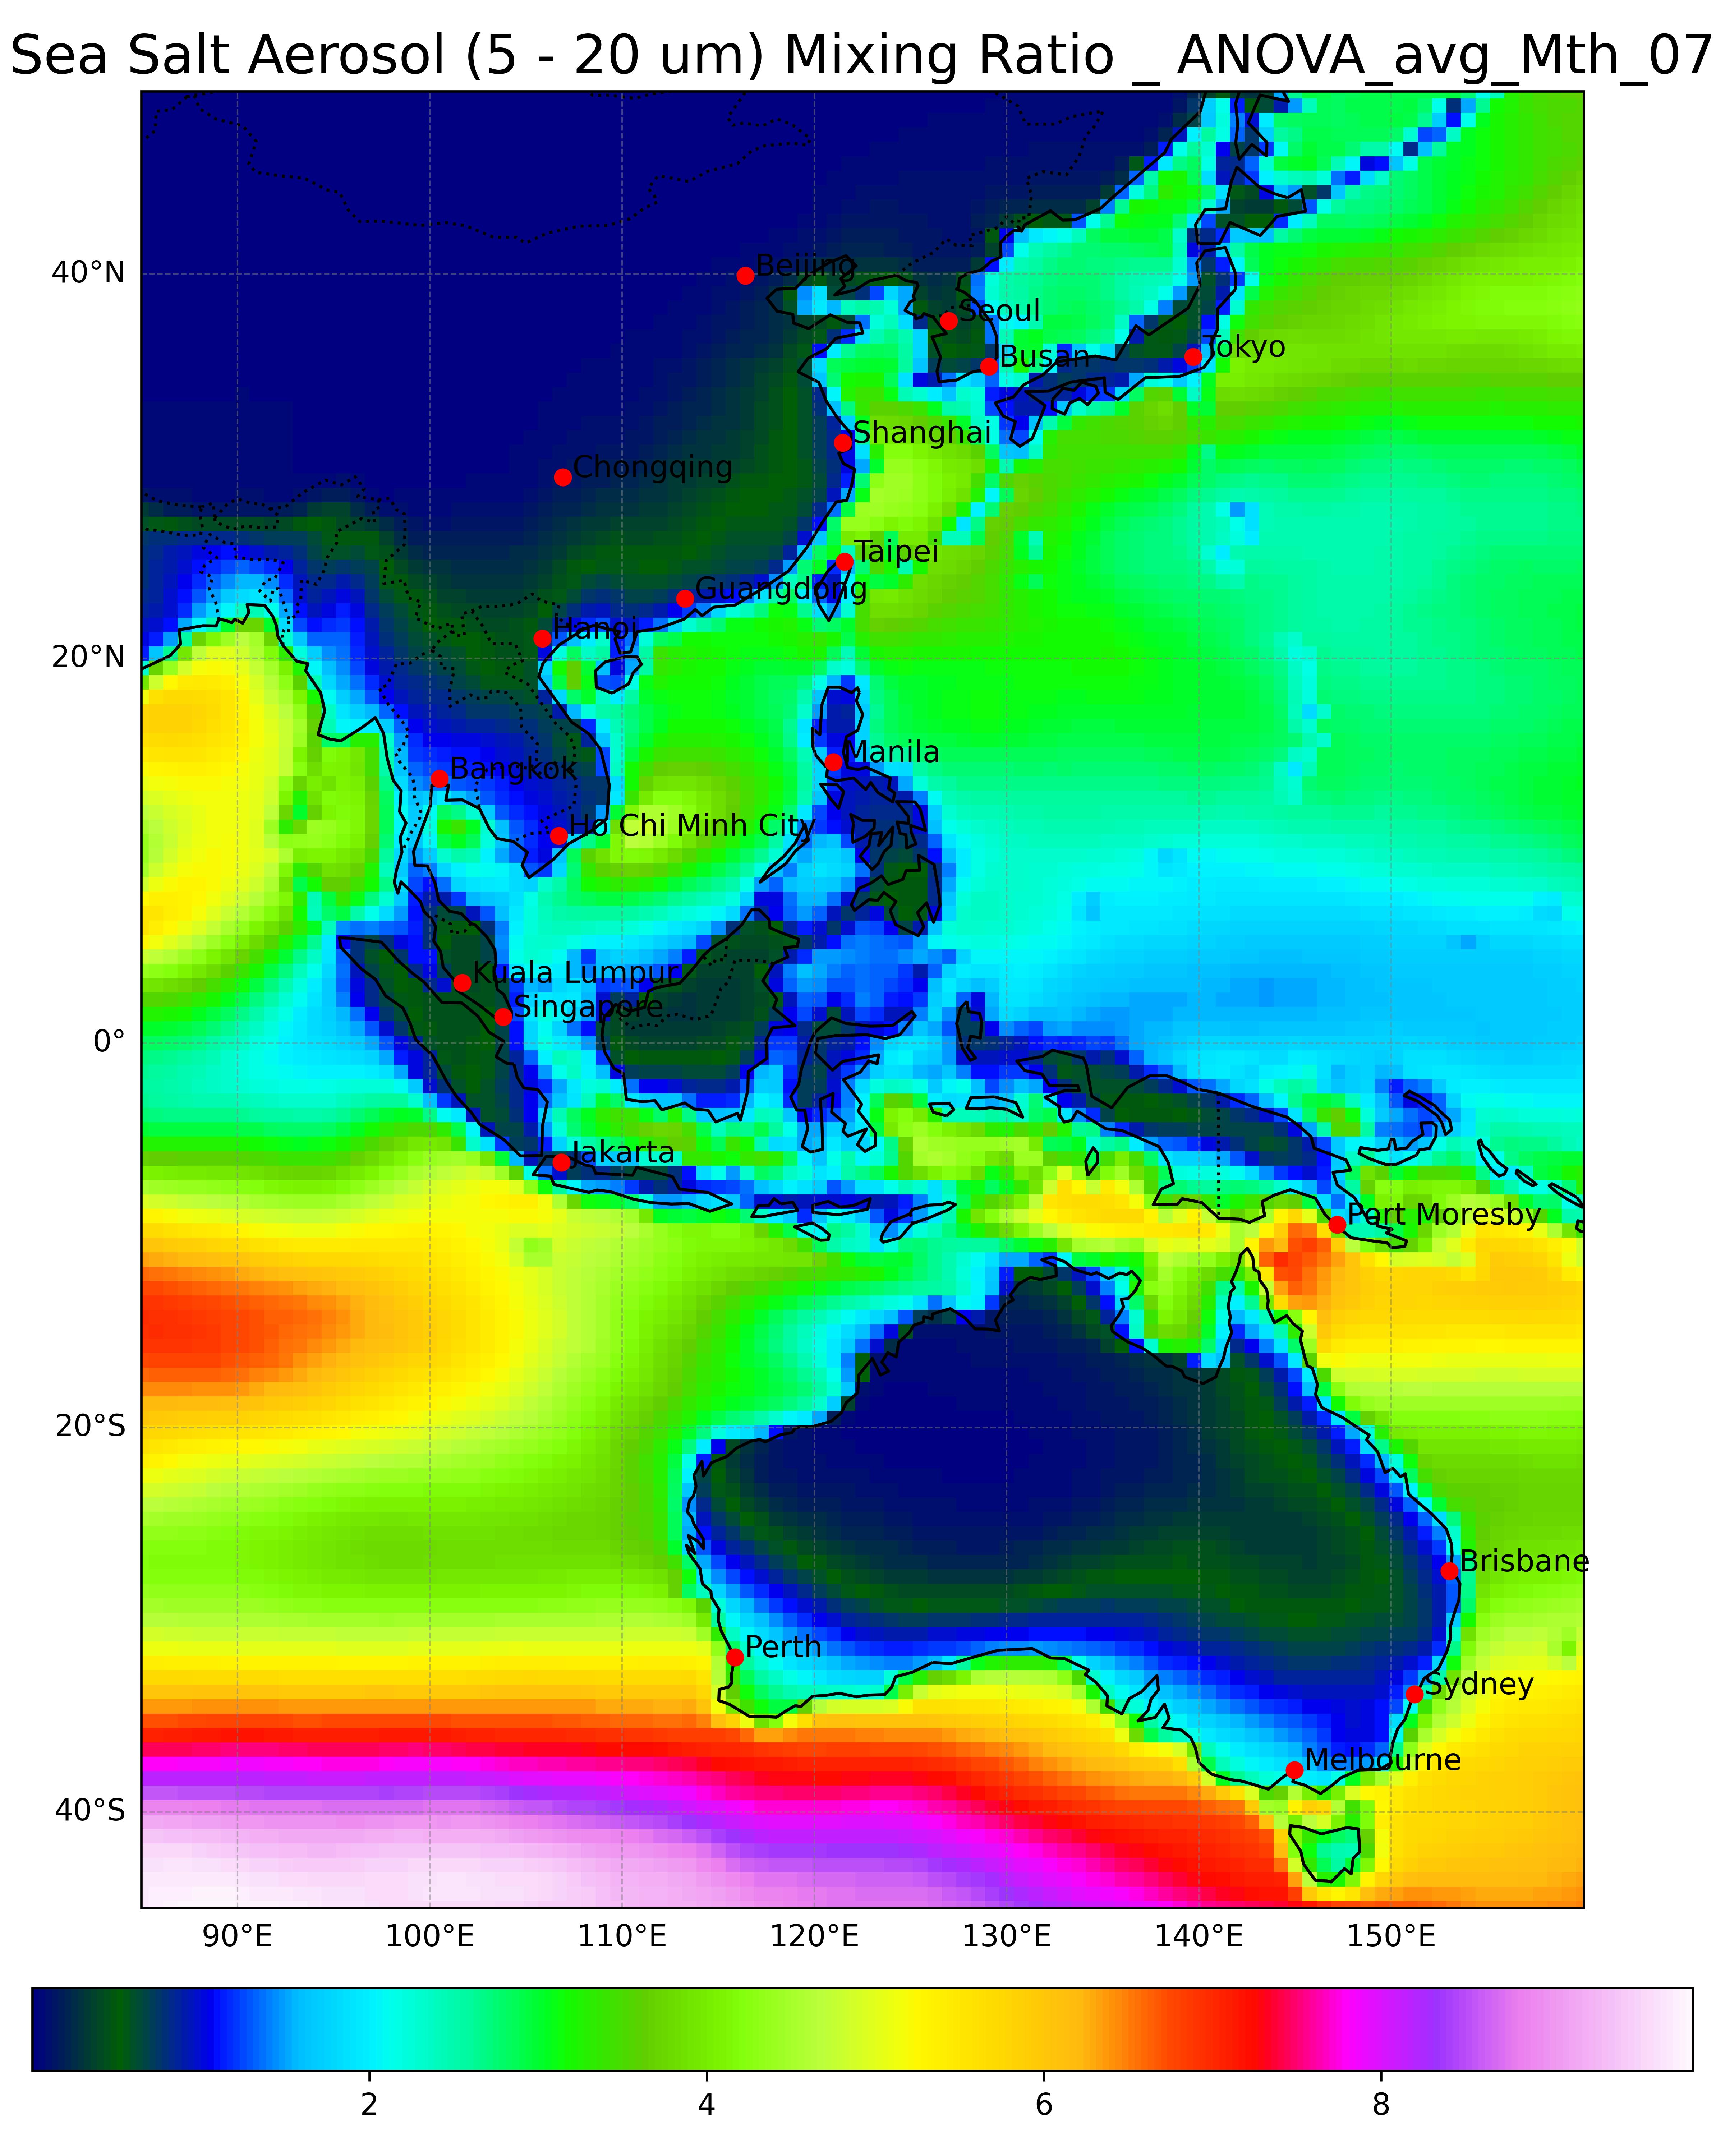 Sea Salt Aerosol (5 - 20 um) Mixing Ratio _ ANOVA_avg_Mth_07
40°N
Beijing
Seoul
Tokyo
Busan
Shanghai
Chongqing
Taipei
Guangdong
Hanoi
20°N
Manila
Bangkok
Ho Chi Minh City
Kuala Lumpur
Singapore
0°
Jakarta
Port Moresby
20°S
Brisbane
Perth
Sydney
Melbourne
40°S
90°E 100°E 110°E 120°E 130°E 140°E 150°E
2 4 6 8